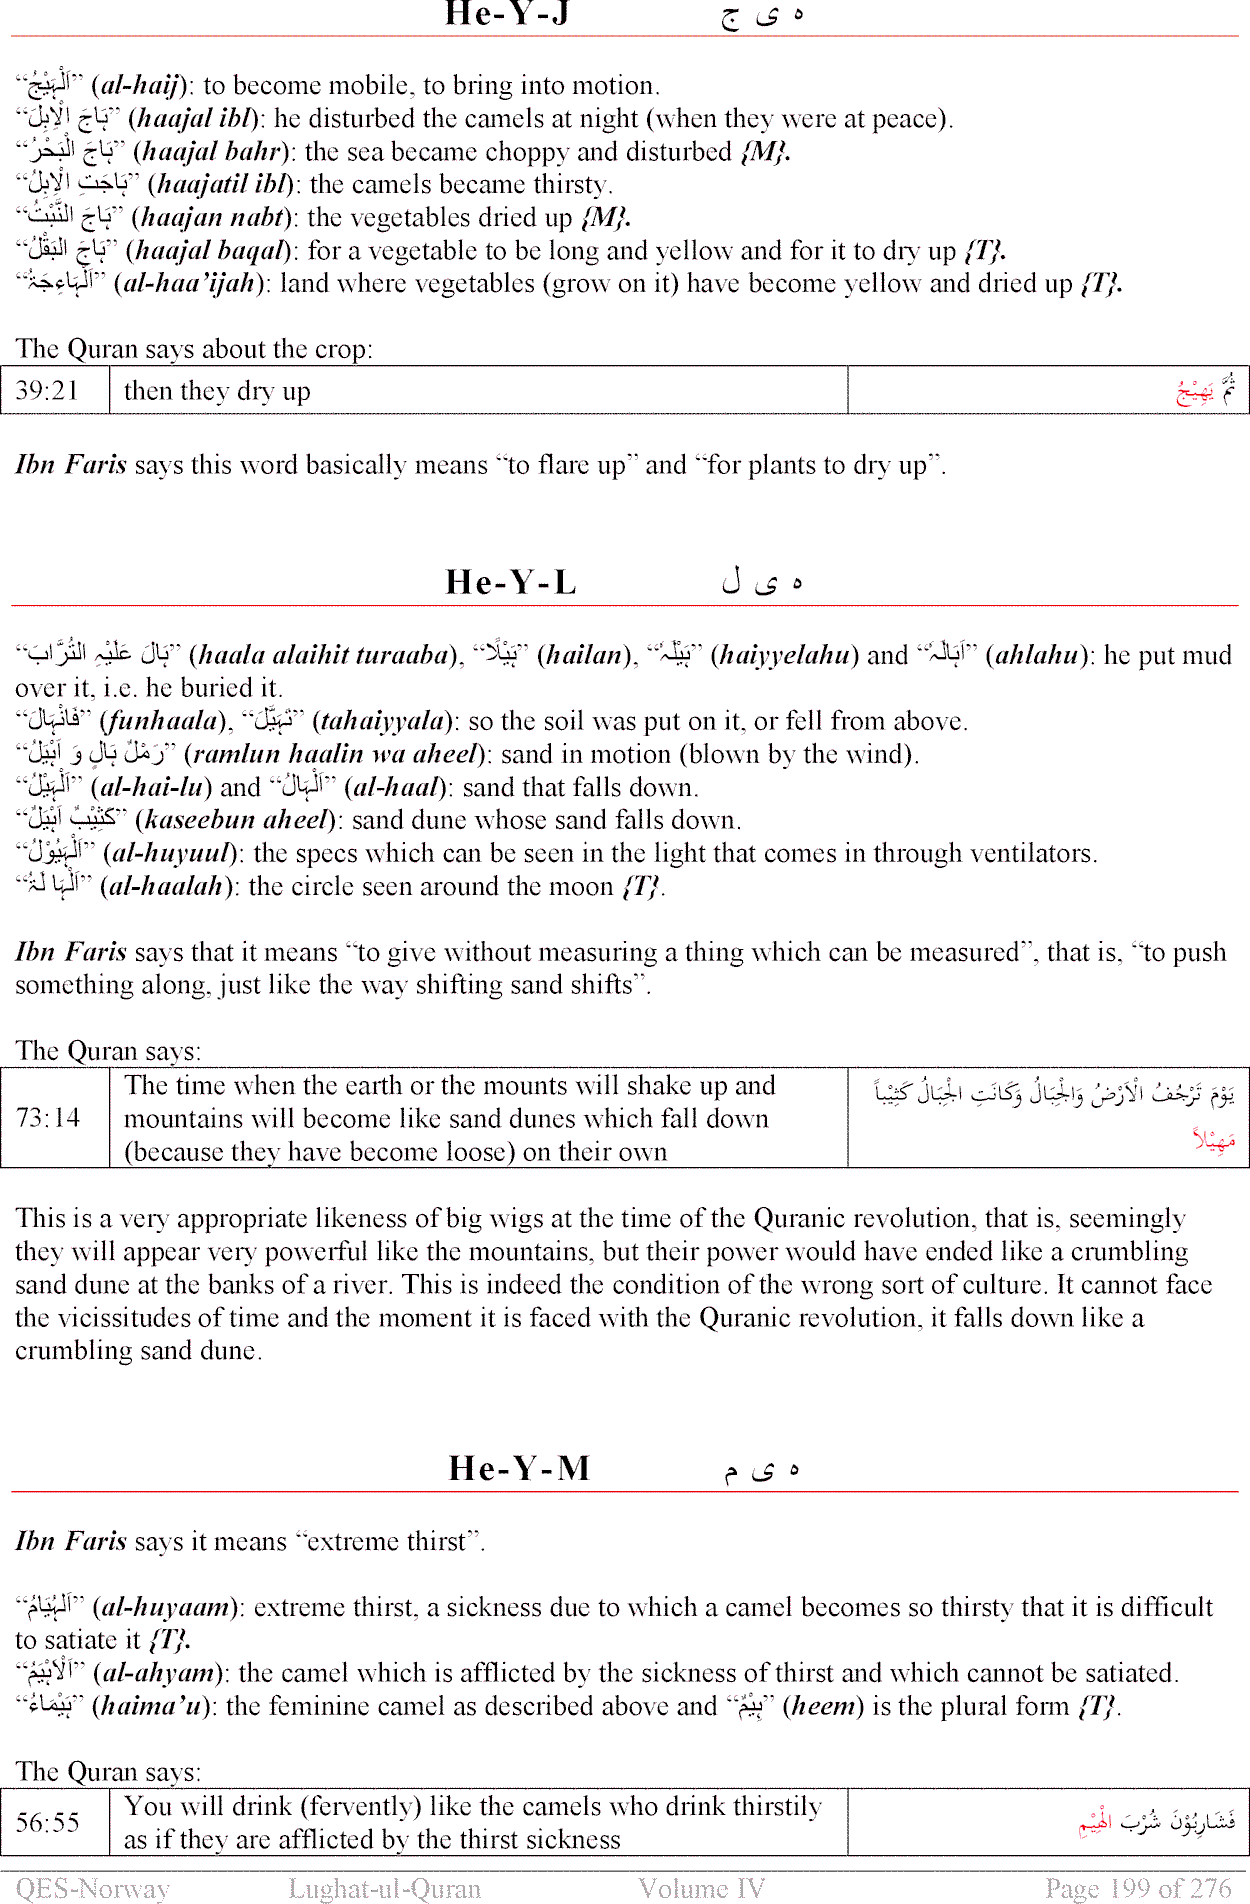 He-Y-J ہ ی ج
“اَلْہَیْجُ” (al-haij): to become mobile, to bring into motion.
“ہَاجَ الْاِبِلَ” (haajal ibl): he disturbed the camels at night (when they were at peace).
“ہَاجَ الْبَحْرُ” (haajal bahr): the sea became choppy and disturbed {M}.
“ہَاجَتِ الْاِبِلُ” (haajatil ibl): the camels became thirsty.
“ہَاجَ النَّبْتُ” (haajan nabt): the vegetables dried up {M}.
“ہَاجَ البَقْلُ” (haajal baqal): for a vegetable to be long and yellow and for it to dry up {T}.
“اَلْہَاءِجَۃُ” (al-haa’ijah): land where vegetables (grow on it) have become yellow and dried up {T}.
The Quran says about the crop:
39:21 then they dry up ثُمَّ يَهِيْجُ
Ibn Faris says this word basically means “to flare up” and “for plants to dry up”.
He-Y-L ہ ی ل
“ہَالَ عَلَیْہِ التُّرَّابَ” (haala alaihit turaaba), “ہَیْلًا” (hailan), “ہَیْلَہٗ” (haiyyelahu) and “اَہَالَہٗ” (ahlahu): he put mud
over it, i.e. he buried it.
“فَانْہَالَ” (funhaala), “تَہَیَّلَ” (tahaiyyala): so the soil was put on it, or fell from above.
“رَمْلٌ ہَالٍ وَ اَہْیَلُ” (ramlun haalin wa aheel): sand in motion (blown by the wind).
“اَلْہَیْلُ” (al-hai-lu) and “اَلْہَالُ” (al-haal): sand that falls down.
“کَثِیْبٌ اَہْیَلٌ” (kaseebun aheel): sand dune whose sand falls down.
“اَلْہَیُوْلُ” (al-huyuul): the specs which can be seen in the light that comes in through ventilators.
“اَلْہَا لَۃُ” (al-haalah): the circle seen around the moon {T}.
Ibn Faris says that it means “to give without measuring a thing which can be measured”, that is, “to push
something along, just like the way shifting sand shifts”.
The Quran says:
The time when the earth or the mounts will shake up and يَوْمَ تَرْجُفُ الْاَرْضُ وَالْجِبَالُ وَكَانَتِ الْجِبَالُ كَثِيْباً
73:14 mountains will become like sand dunes which fall down مَهِيْلاً
(because they have become loose) on their own
This is a very appropriate likeness of big wigs at the time of the Quranic revolution, that is, seemingly
they will appear very powerful like the mountains, but their power would have ended like a crumbling
sand dune at the banks of a river. This is indeed the condition of the wrong sort of culture. It cannot face
the vicissitudes of time and the moment it is faced with the Quranic revolution, it falls down like a
crumbling sand dune.
He-Y-M ہ ی م
Ibn Faris says it means “extreme thirst”.
“اَلْہُیَامُ” (al-huyaam): extreme thirst, a sickness due to which a camel becomes so thirsty that it is difficult
to satiate it {T}.
“اَلْاَہْیَمُ” (al-ahyam): the camel which is afflicted by the sickness of thirst and which cannot be satiated.
“ہَیْمَاءُ” (haima’u): the feminine camel as described above and “ہِیْمٌ” (heem) is the plural form {T}.
The Quran says:
56:55 You will drink (fervently) like the camels who drink thirstily فَشَارِبُوْنَ شُرْبَ الْهِيْمِ
as if they are afflicted by the thirst sickness
QES-Norway Lughat-ul-Quran Volume IV Page 199 of 276